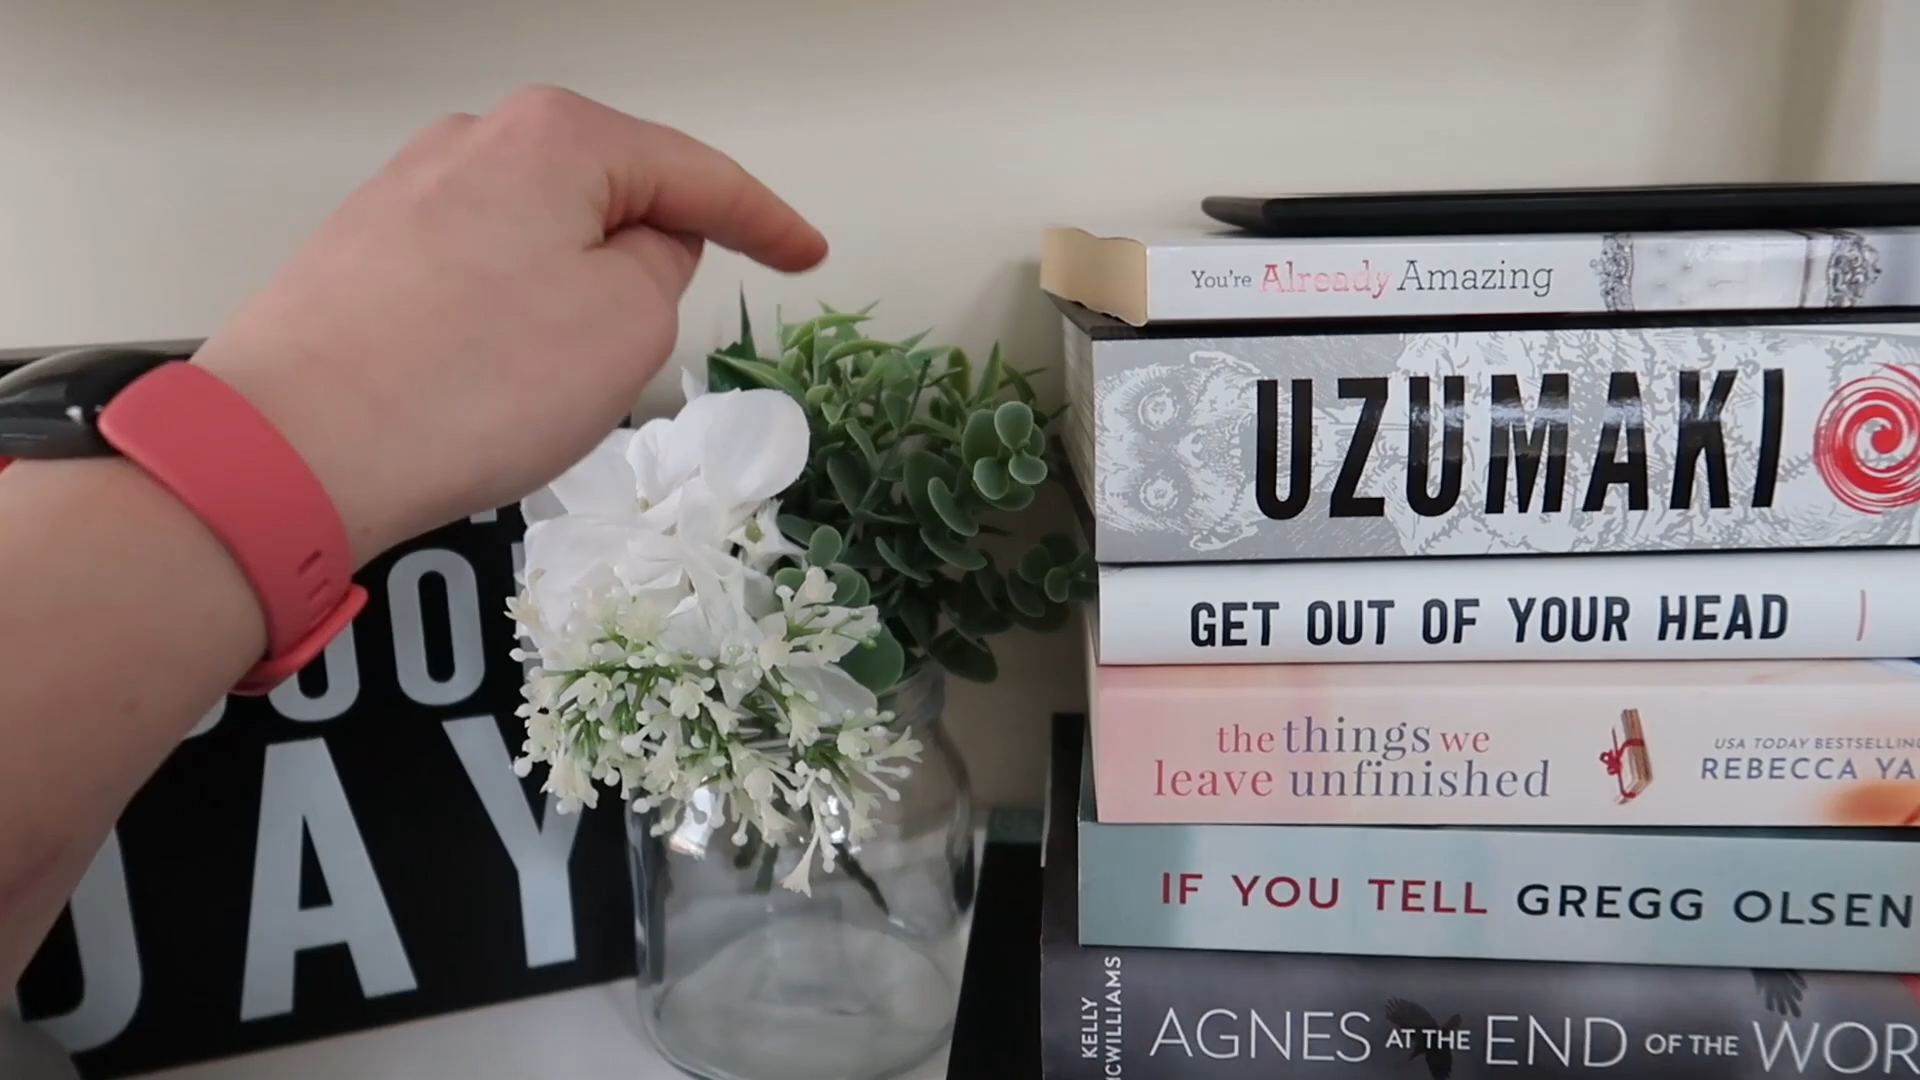 DAY
You're Already Amazing
UZUMAKI
GET OUT OF YOUR HEAD
the things we
leave unfinished
USA TODAY BESTSELLING
REBECCA YA
IF YOU TELL GREGG OLSEN
KELLY
MCWILLIAMS
AGNES AT THE END OF THE WOR